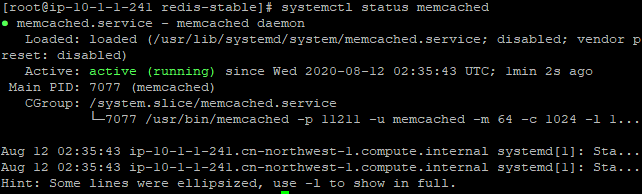 [root@ip-10-1-1-241 redis-stable]# systemctl status memcached
● memcached.service - memcached daemon
   Loaded: loaded (/usr/lib/systemd/system/memcached.service; disabled; vendor p
reset: disabled)
   Active: active (running) since Wed 2020-08-12 02:35:43 UTC; 1min 2s ago
 Main PID: 7077 (memcached)
   CGroup: /system.slice/memcached.service
           └─7077 /usr/bin/memcached -p 11211 -u memcached -m 64 -c 1024 -l 1...

Aug 12 02:35:43 ip-10-1-1-241.cn-northwest-1.compute.internal systemd[1]: Sta...
Aug 12 02:35:43 ip-10-1-1-241.cn-northwest-1.compute.internal systemd[1]: Sta...
Hint: Some lines were ellipsized, use -l to show in full.